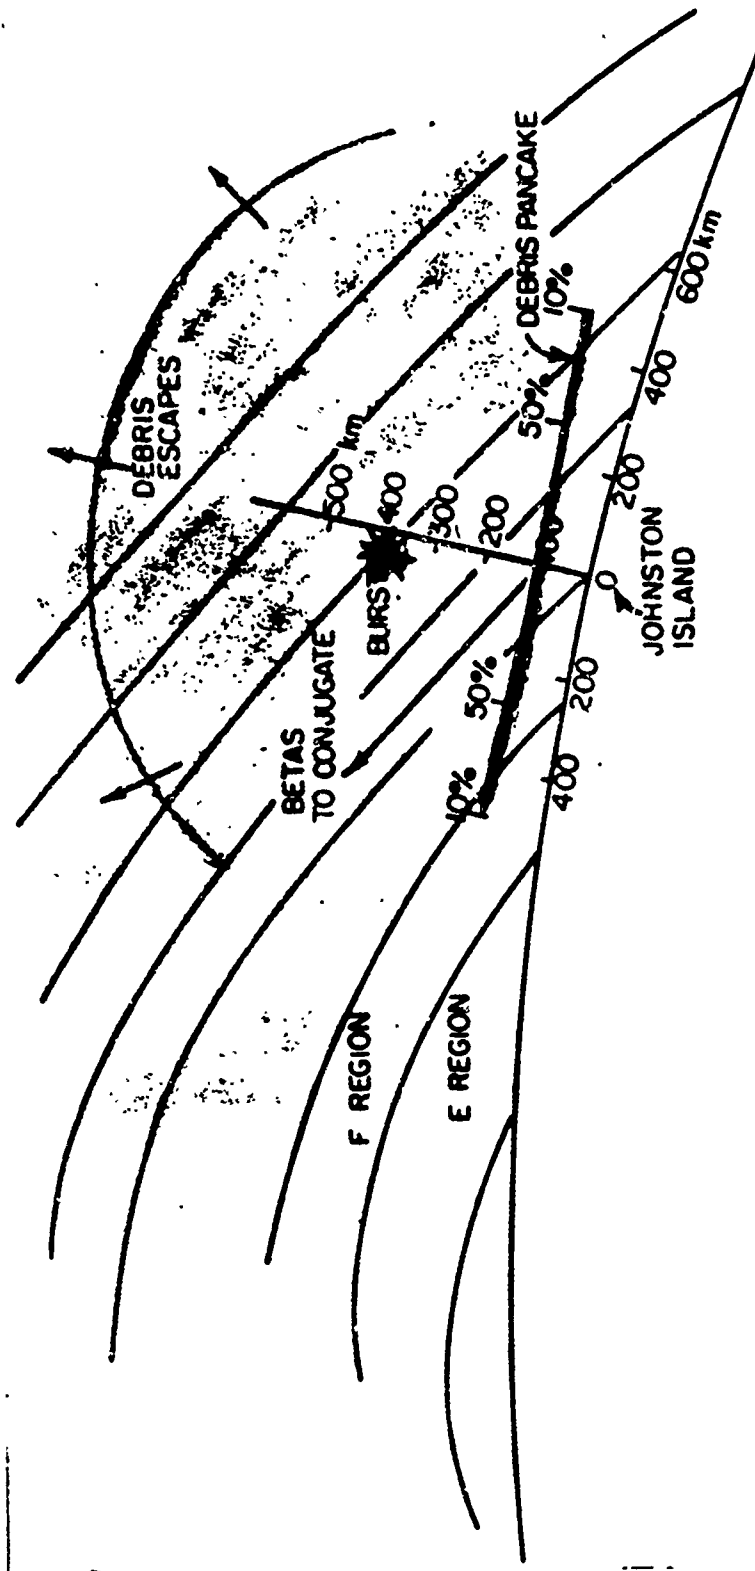 DEBRIS
ESCAPES
500 km
400
300
200
BURST
BETAS
TO CONJUGATE
DEBRIS PANCAKE
10%
50%
50%
10%
F REGION
E REGION
400
200
0
200
400
600 km
JOHNSTON
ISLAND